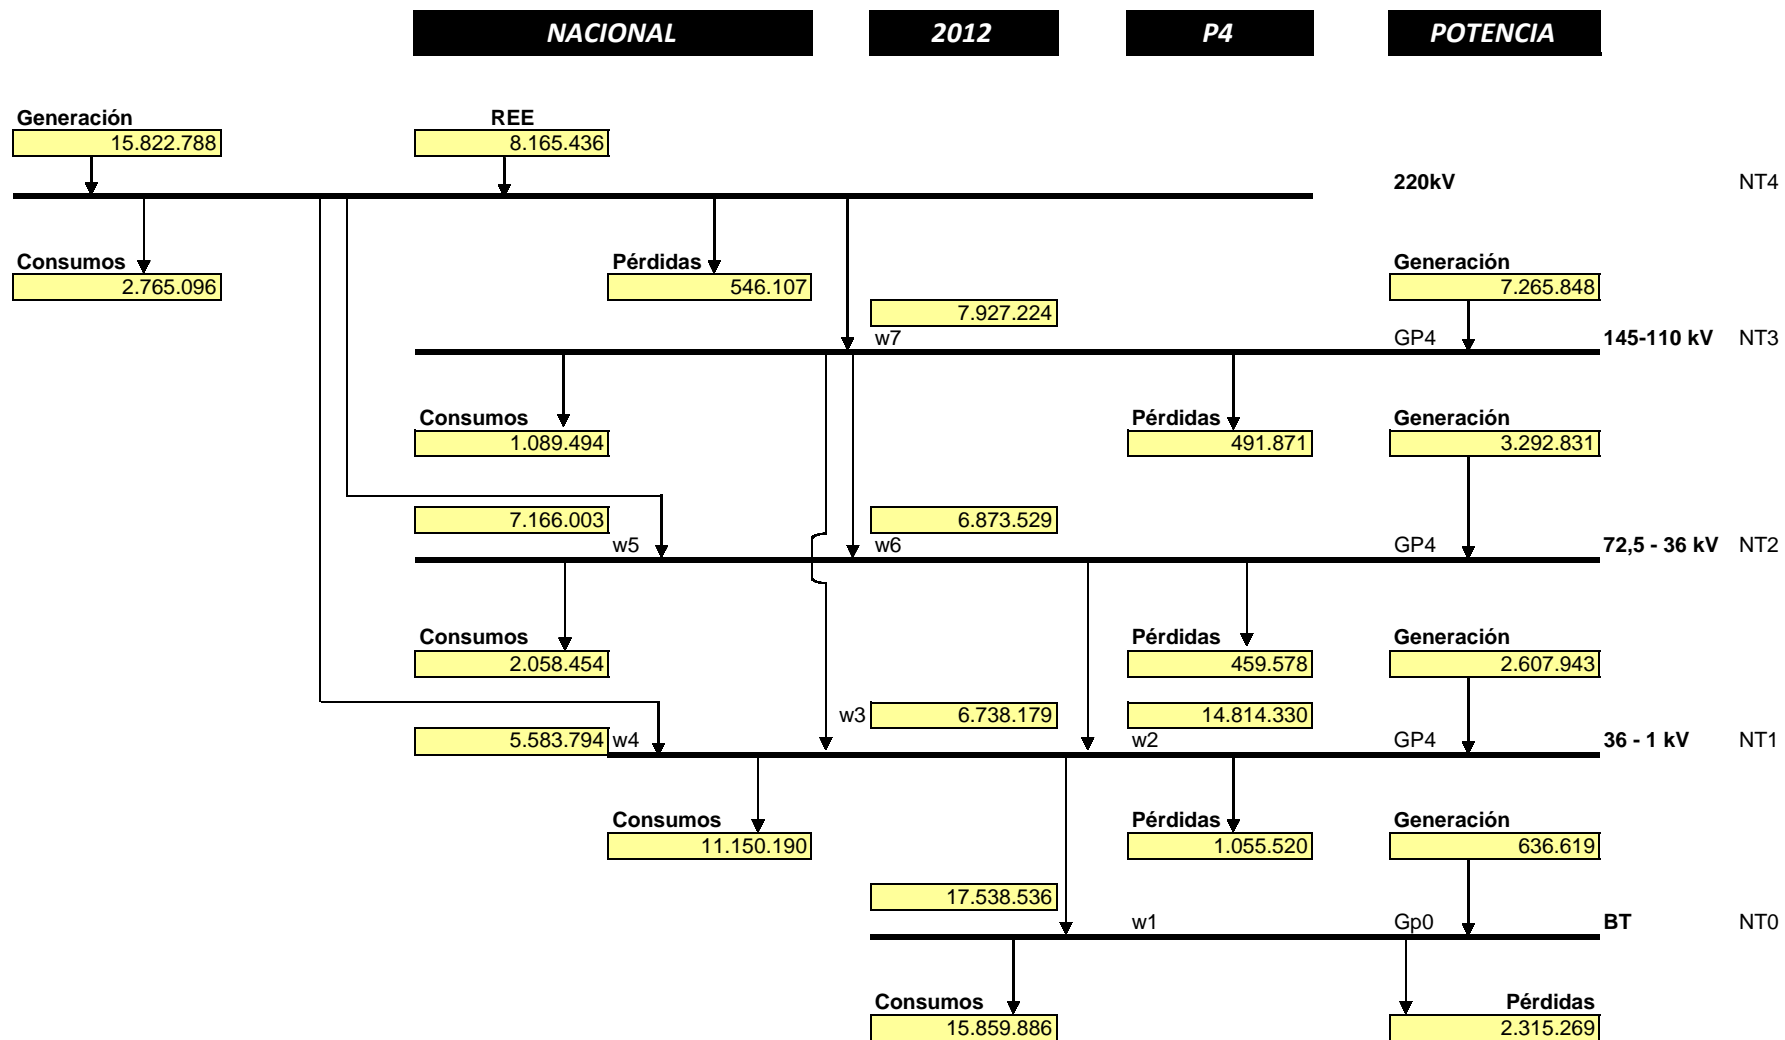 NACIONAL 2012 P4 POTENCIA
Generación REE
15.822.788 8.165.436
220kV NT4
Consumos Pérdidas Generación
2.765.096 546.107 7.265.848
7.927.224
w7 GP4 145-110 kV NT3
Consumos Pérdidas Generación
1.089.494 491.871 3.292.831
7.166.003 6.873.529
w5 w6 GP4 72,5 - 36 kV NT2
Consumos Pérdidas Generación
2.058.454 459.578 2.607.943
w3 6.738.179 14.814.330
5.583.794 w4 w2 GP4 36 - 1 kV NT1
Consumos Pérdidas Generación
11.150.190 1.055.520 636.619
17.538.536
w1 Gp0 BT NT0
Consumos Pérdidas
15.859.886 2.315.269